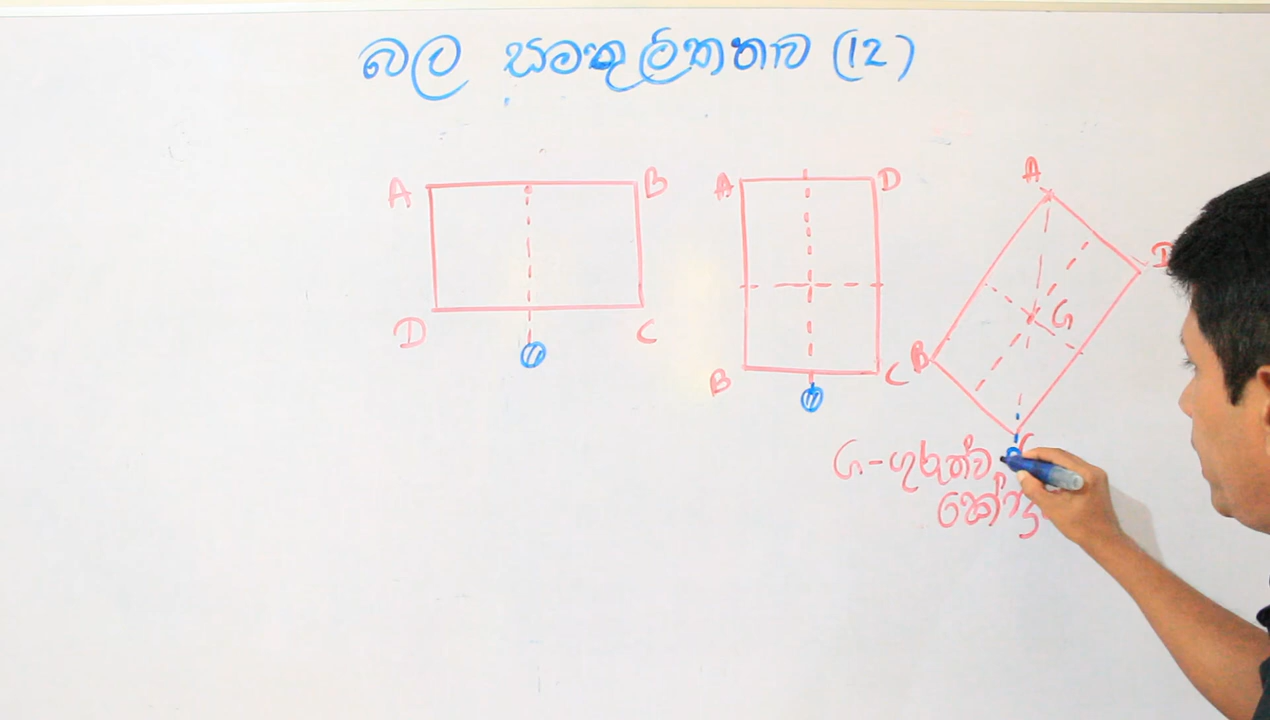 බල සමතුලිතතාව (12)
A B A D A D
D C B C B G C
G - ගුරුත්ව
කේන්ද්‍ර